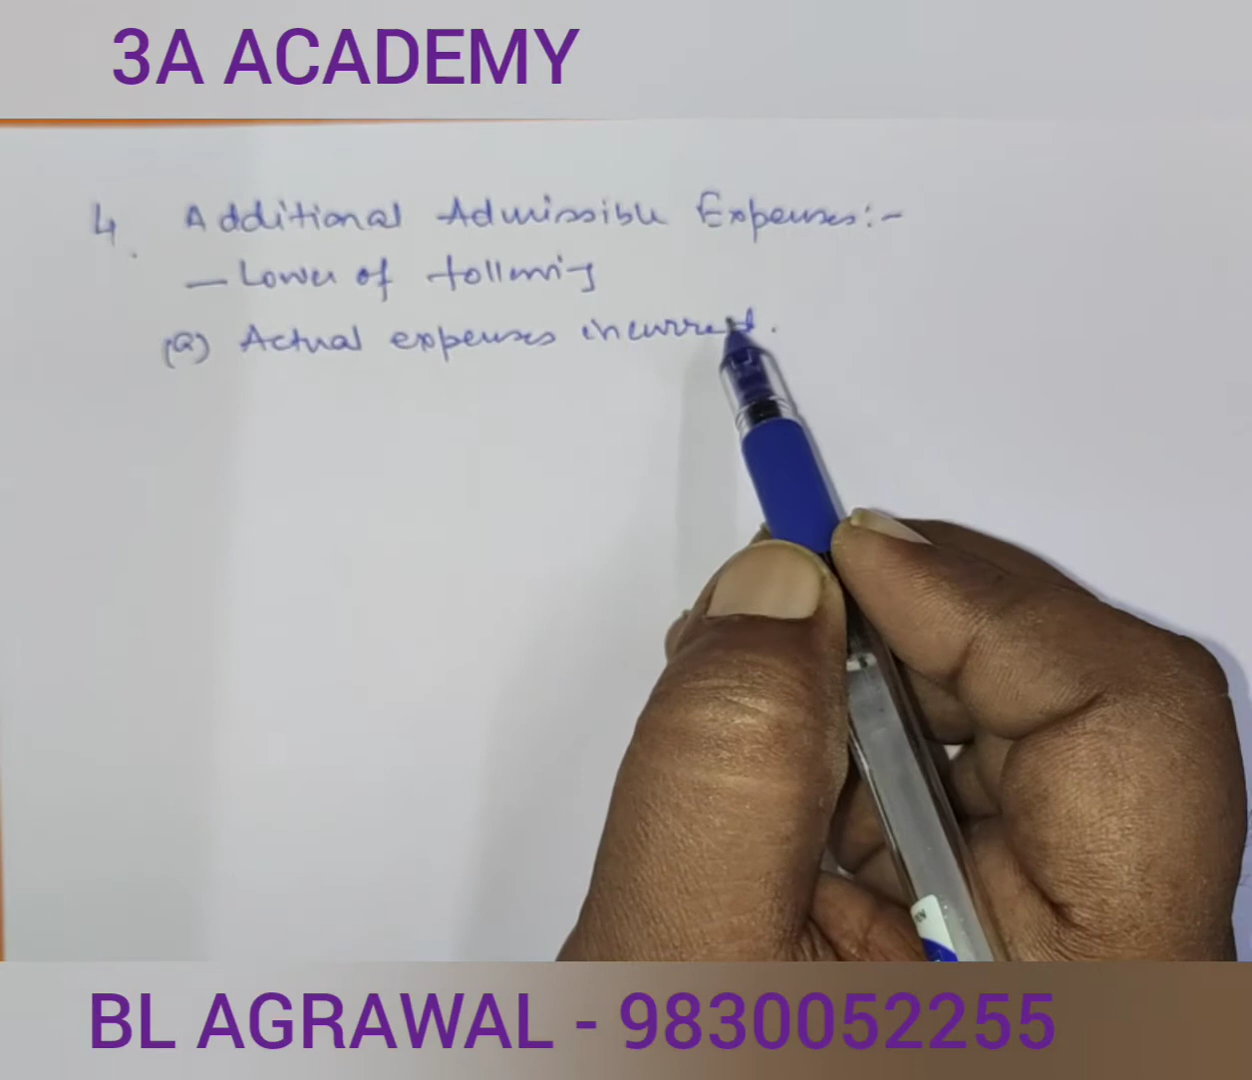 3A ACADEMY
4. Additional Admissible Expenses:-
— Lower of following
(a) Actual expenses incurred.
BL AGRAWAL - 9830052255